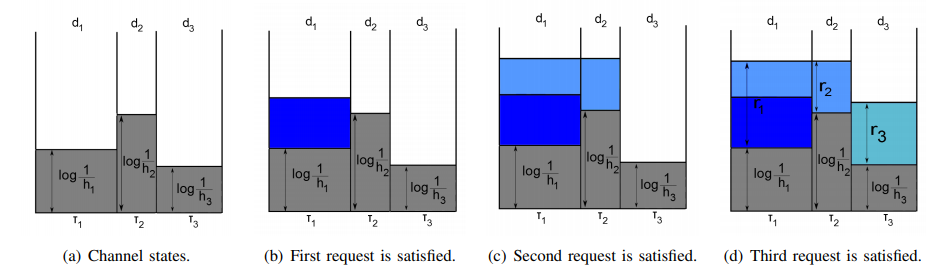 d₁ d₂ d₃
log 1/h₁ log 1/h₂ log 1/h₃
τ₁ τ₂ τ₃
(a) Channel states.
d₁ d₂ d₃
log 1/h₁ log 1/h₂ log 1/h₃
τ₁ τ₂ τ₃
(b) First request is satisfied.
d₁ d₂ d₃
log 1/h₁ log 1/h₂ log 1/h₃
τ₁ τ₂ τ₃
(c) Second request is satisfied.
d₁ d₂ d₃
r₁ r₂ r₃
log 1/h₁ log 1/h₂ log 1/h₃
τ₁ τ₂ τ₃
(d) Third request is satisfied.